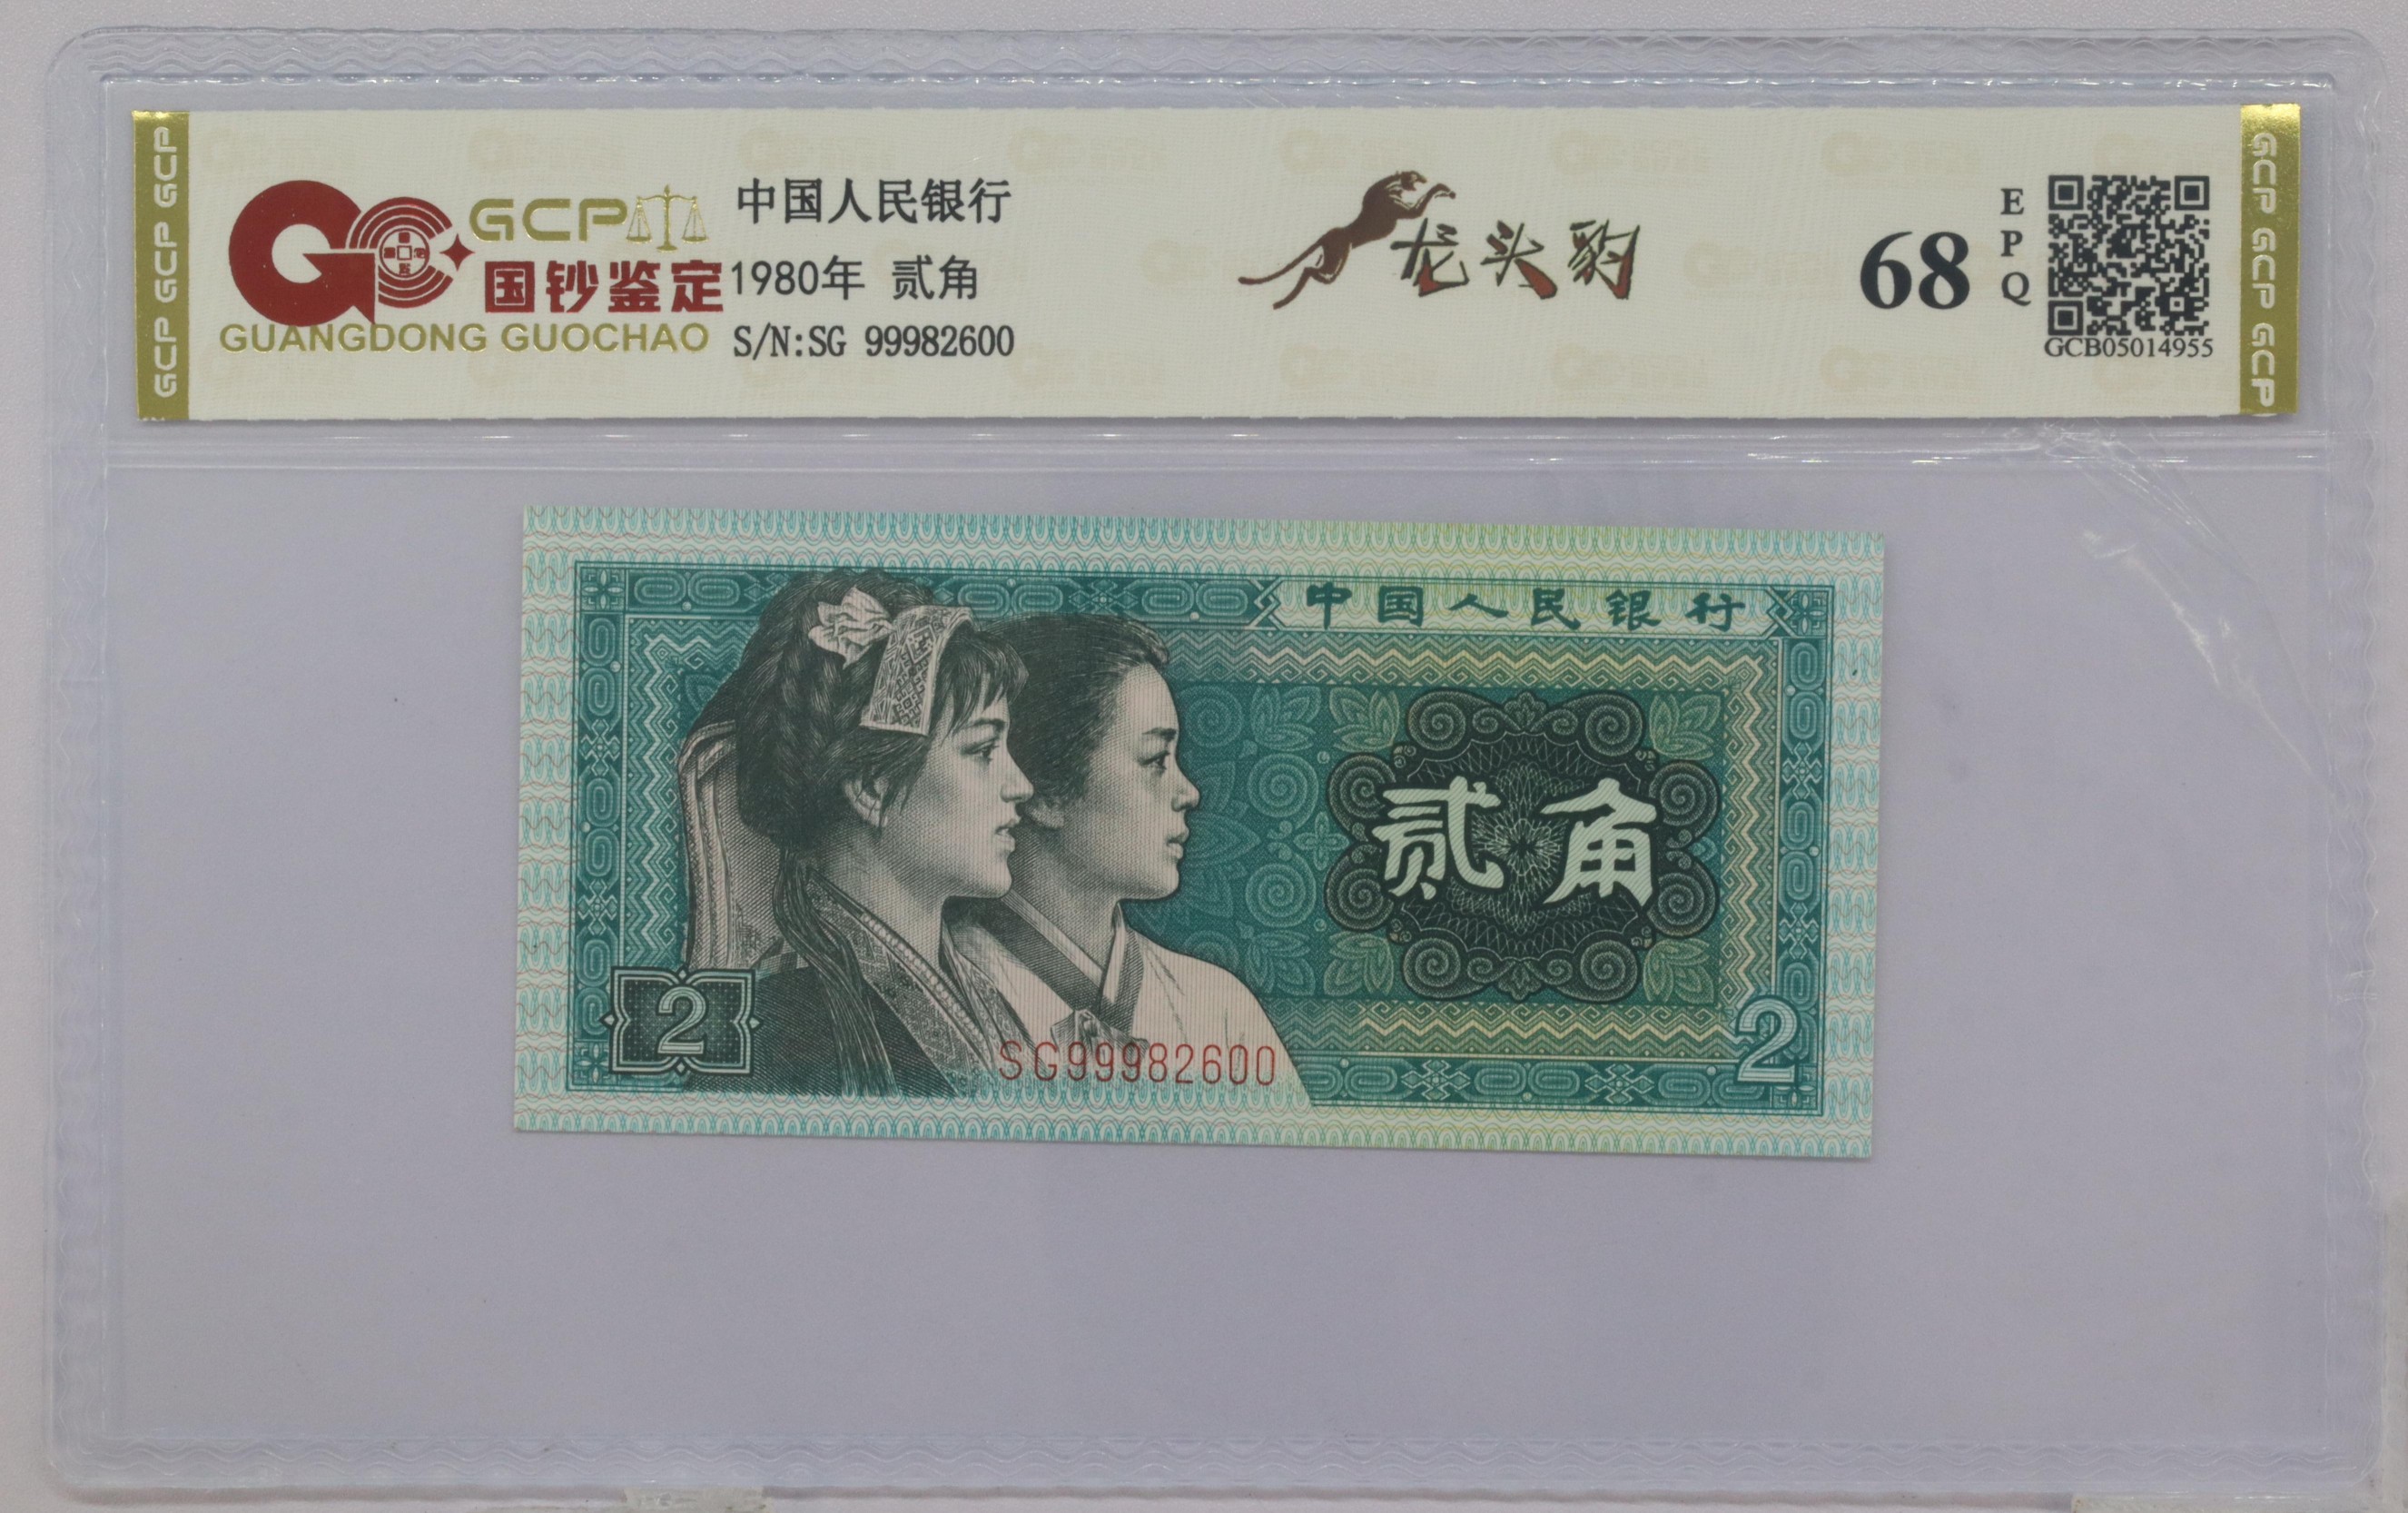 GCP GCP GCP
GCP
国钞鉴定
GUANGDONG GUOCHAO
中国人民银行
1980年 贰角
S/N:SG 99982600
龙头豹
68
EPQ
GCB05014955
GCP GCP GCP
中国人民银行
贰角
2
SG99982600
2